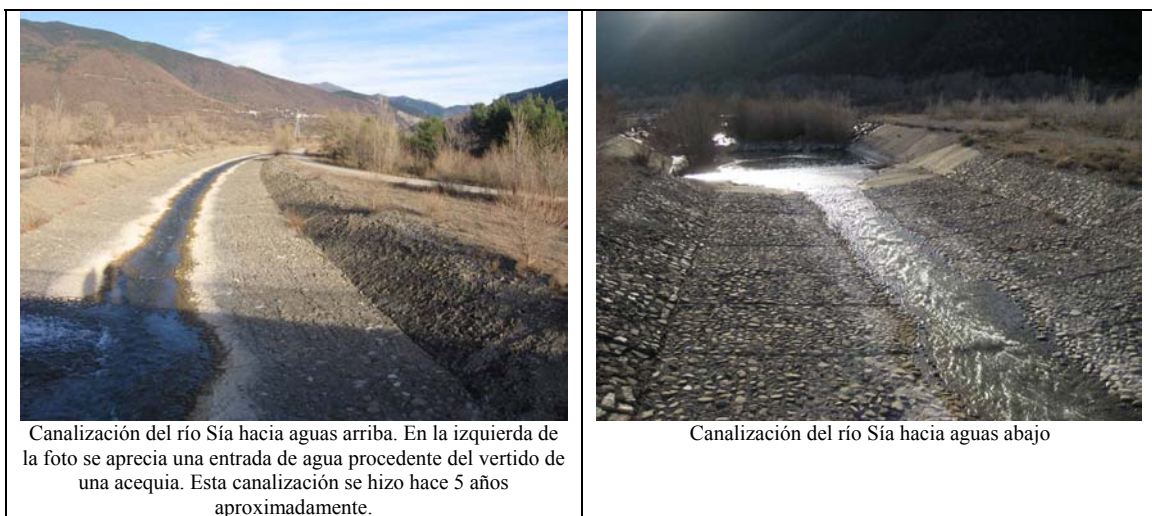 Canalización del río Sía hacia aguas arriba. En la izquierda de
la foto se aprecia una entrada de agua procedente del vertido de
una acequia. Esta canalización se hizo hace 5 años
aproximadamente.
Canalización del río Sía hacia aguas abajo